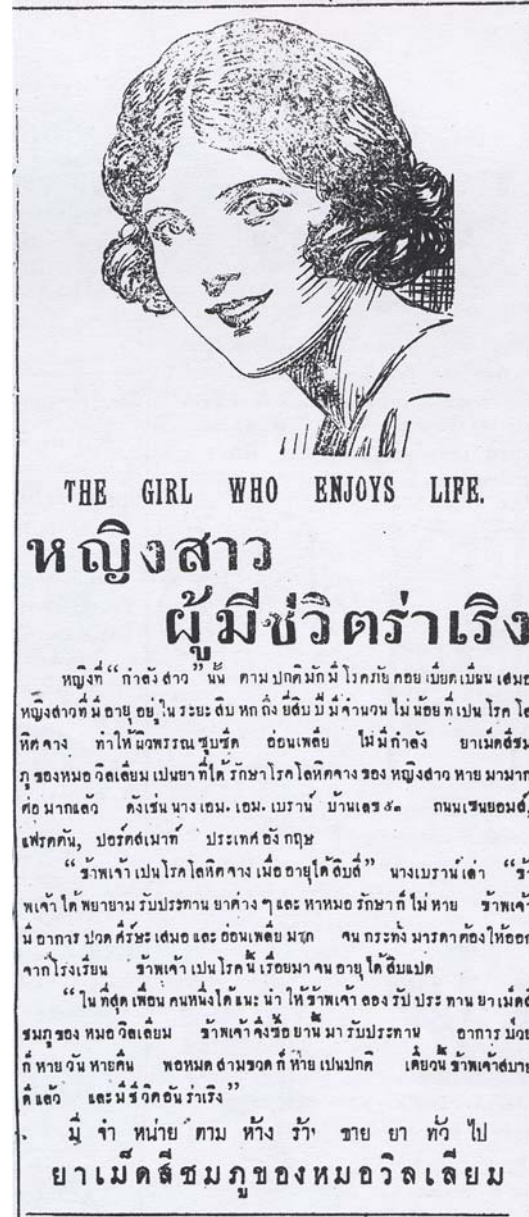 THE GIRL WHO ENJOYS LIFE.
หญิงสาว
ผู้มีชีวิตร่าเริง
หญิงที่ “กำลังสาว” นั้น ตามปกติมักมีโรคภัยคอยเบียดเบียนเสมอ
หญิงสาวที่มีอายุอยู่ในระยะสิบหกถึงยี่สิบปีมีจำนวนไม่น้อยที่เปนโรคโล
หิตจาง ทำให้ผิวพรรณซูบซีด อ่อนเพลีย ไม่มีกำลัง ยาเม็ดสีชม
ภูของหมอวิลเลียมเปนยาที่ได้รักษาโรคโลหิตจางของหญิงสาวหายมามาก
ต่อมากแล้ว ดังเช่นนางเอม. เอม. เบรานั บ้านเลข ๕๓ ถนนเซนยอมส์,
แฟรตตัน, ปอร์ตสเมาท์ ประเทศอังกฤษ
“ข้าพเจ้าเปนโรคโลหิตจางเมื่ออายุได้สิบสี่” นางเบรานั์เล่า “ข้า
พเจ้าได้พยายามรับประทานยาต่างๆและหาหมอรักษาก็ไม่หาย ข้าพเจ้า
มีอาการปวดศีร์ษะเสมอและอ่อนเพลียมาก จนกระทั่งมารดาต้องให้ออก
จากโรงเรียน ข้าพเจ้าเปนโรคนี้เรื่อยมาจนอายุได้สิบแปด
“ในที่สุดเพื่อนคนหนึ่งได้แนะนำให้ข้าพเจ้าลองรับประทานยาเม็ดสี
ชมภูของหมอวิลเลียม ข้าพเจ้าจึงซื้อยานี้มารับประทาน อาการป่วย
ก็หายวันหายคืน พอหมดสามขวดก็หายเปนปกติ เดี๋ยวนี้ข้าพเจ้าสบาย
ดีแล้ว และมีชีวิตอันร่าเริง”
มีจำหน่ายตามห้างร้านขายยาทั่วไป
ยาเม็ดสีชมภูของหมอวิลเลียม